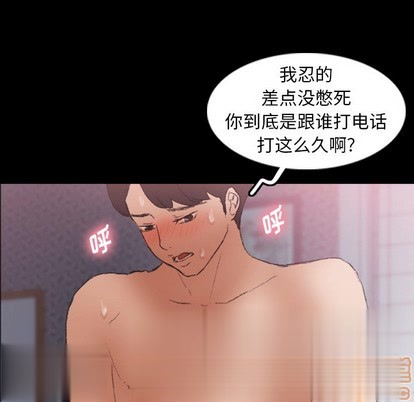 我忍的
差点没憋死
你到底是跟谁打电话
打这么久啊?
呼
呼